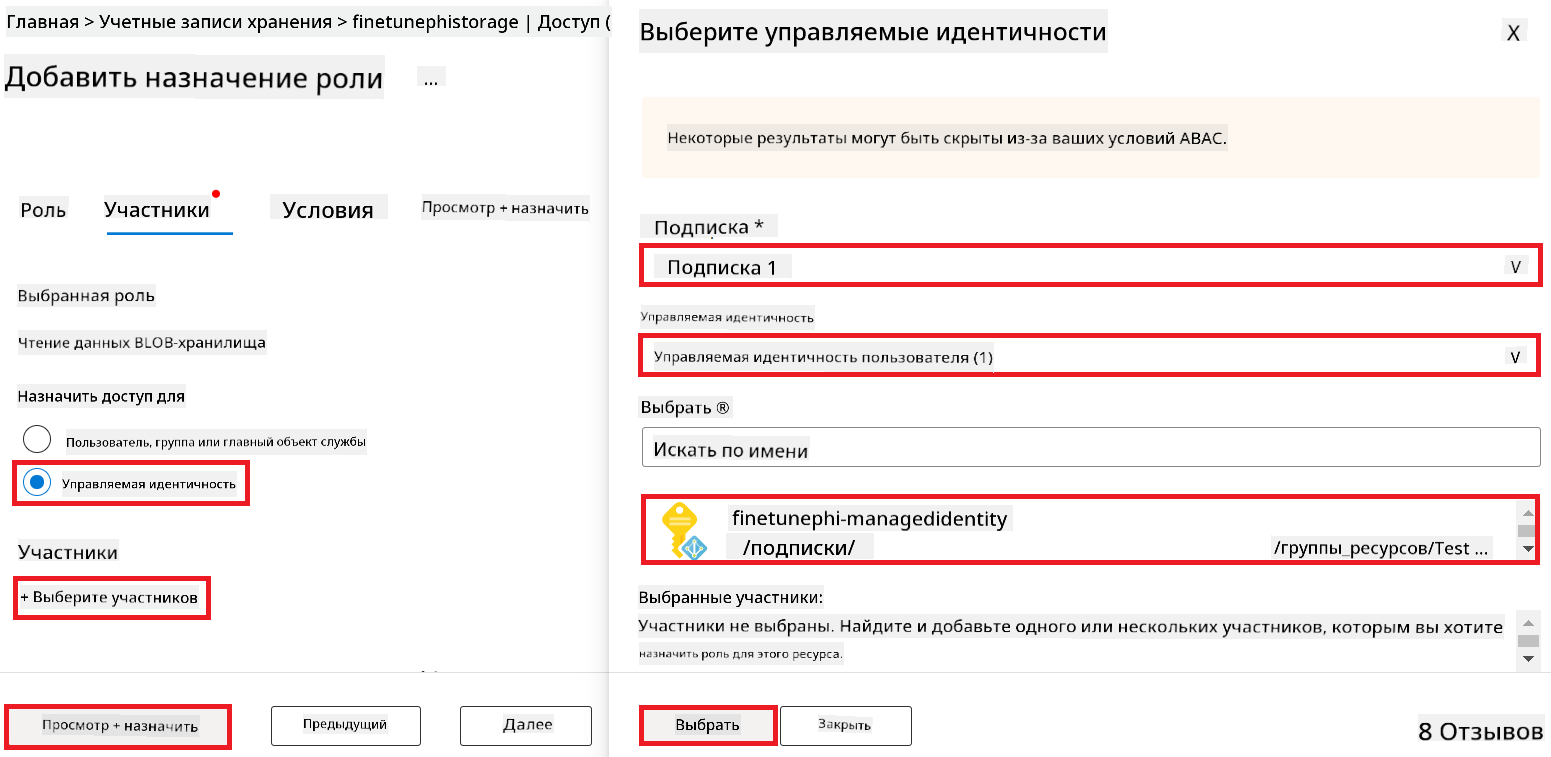 Главная > Учетные записи хранения > finetunephistorage | Доступ (
Добавить назначение роли
...
Роль
Участники
Условия
Просмотр + назначить
Выбранная роль
Чтение данных BLOB-хранилища
Назначить доступ для
Пользователь, группа или главный объект службы
Управляемая идентичность
Участники
+ Выберите участников
Просмотр + назначить
Предыдущий
Далее
Выберите управляемые идентичности
X
Некоторые результаты могут быть скрыты из-за ваших условий ABAC.
Подписка *
Подписка 1
V
Управляемая идентичность
Управляемая идентичность пользователя (1)
V
Выбрать ®
Искать по имени
finetunephi-managedidentity
/подписки/
/группы_ресурсов/Test ...
Выбранные участники:
Участники не выбраны. Найдите и добавьте одного или нескольких участников, которым вы хотите
назначить роль для этого ресурса.
Выбрать
Закрыть
8 Отзывов